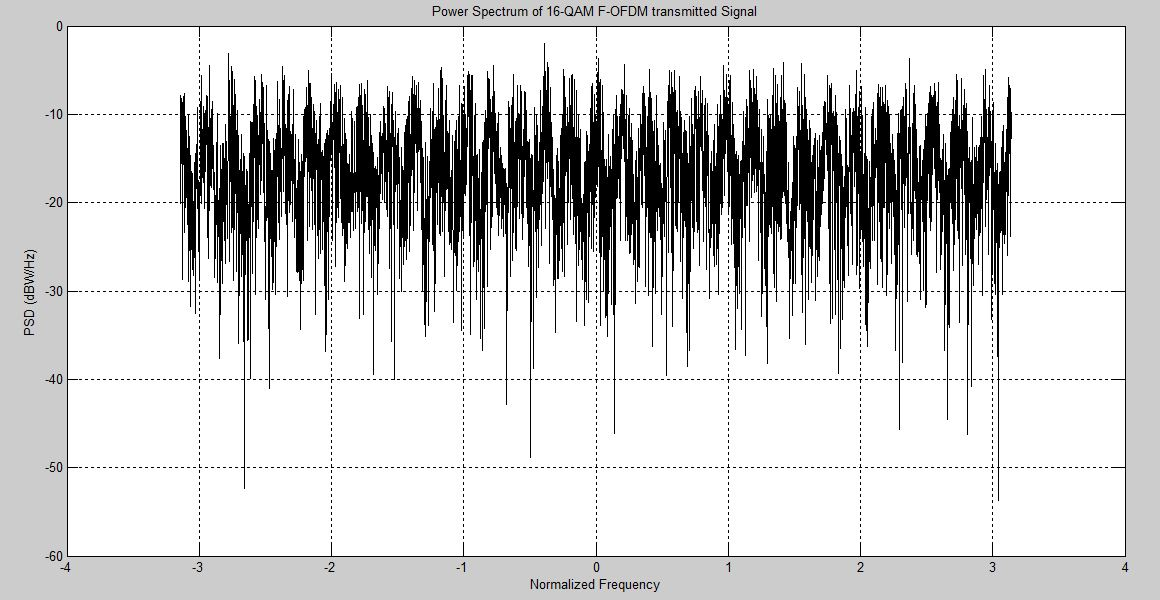 Power Spectrum of 16-QAM F-OFDM transmitted Signal
0
-10
-20
-30
-40
-50
-60
PSD (dBW/Hz)
-4 -3 -2 -1 0 1 2 3 4
Normalized Frequency